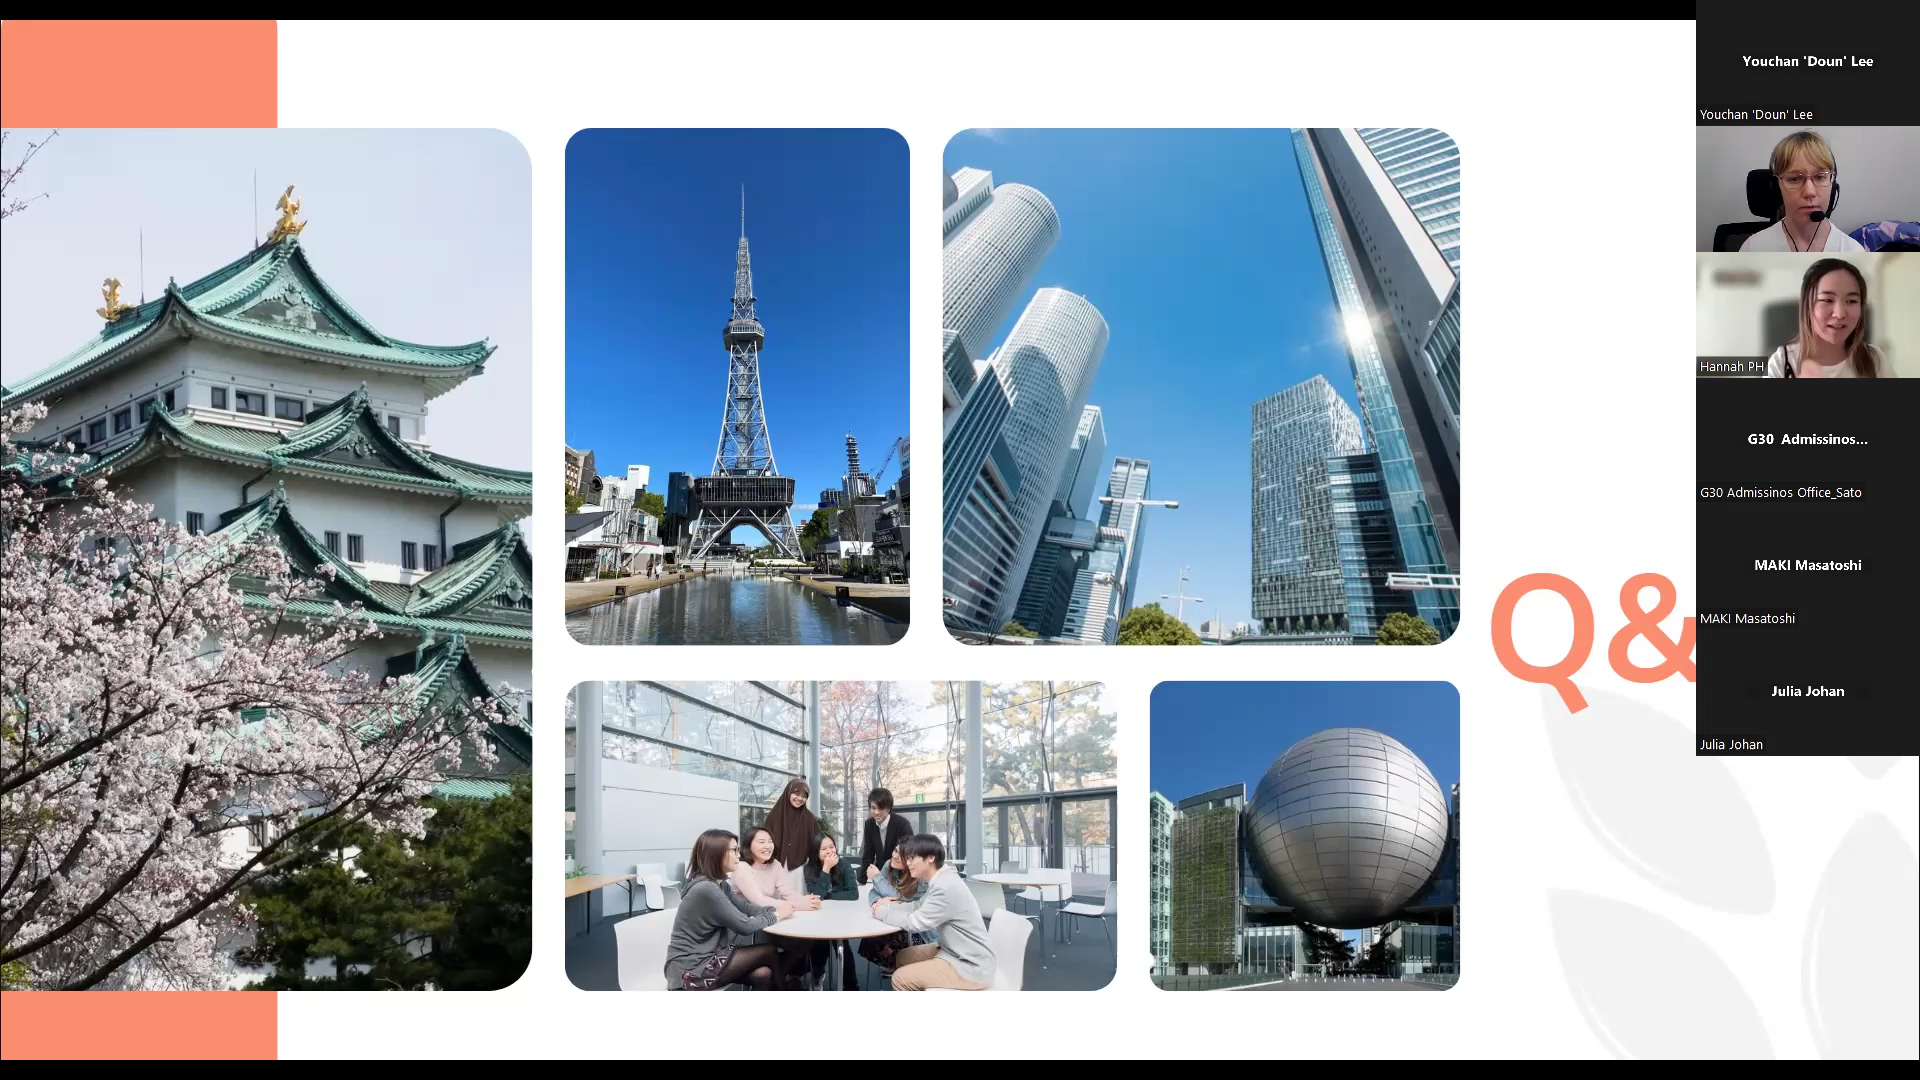 Q&
Youchan 'Doun' Lee
Youchan 'Doun' Lee
Hannah PH
G30 Admissinos...
G30 Admissinos Office_Sato
MAKI Masatoshi
MAKI Masatoshi
Julia Johan
Julia Johan